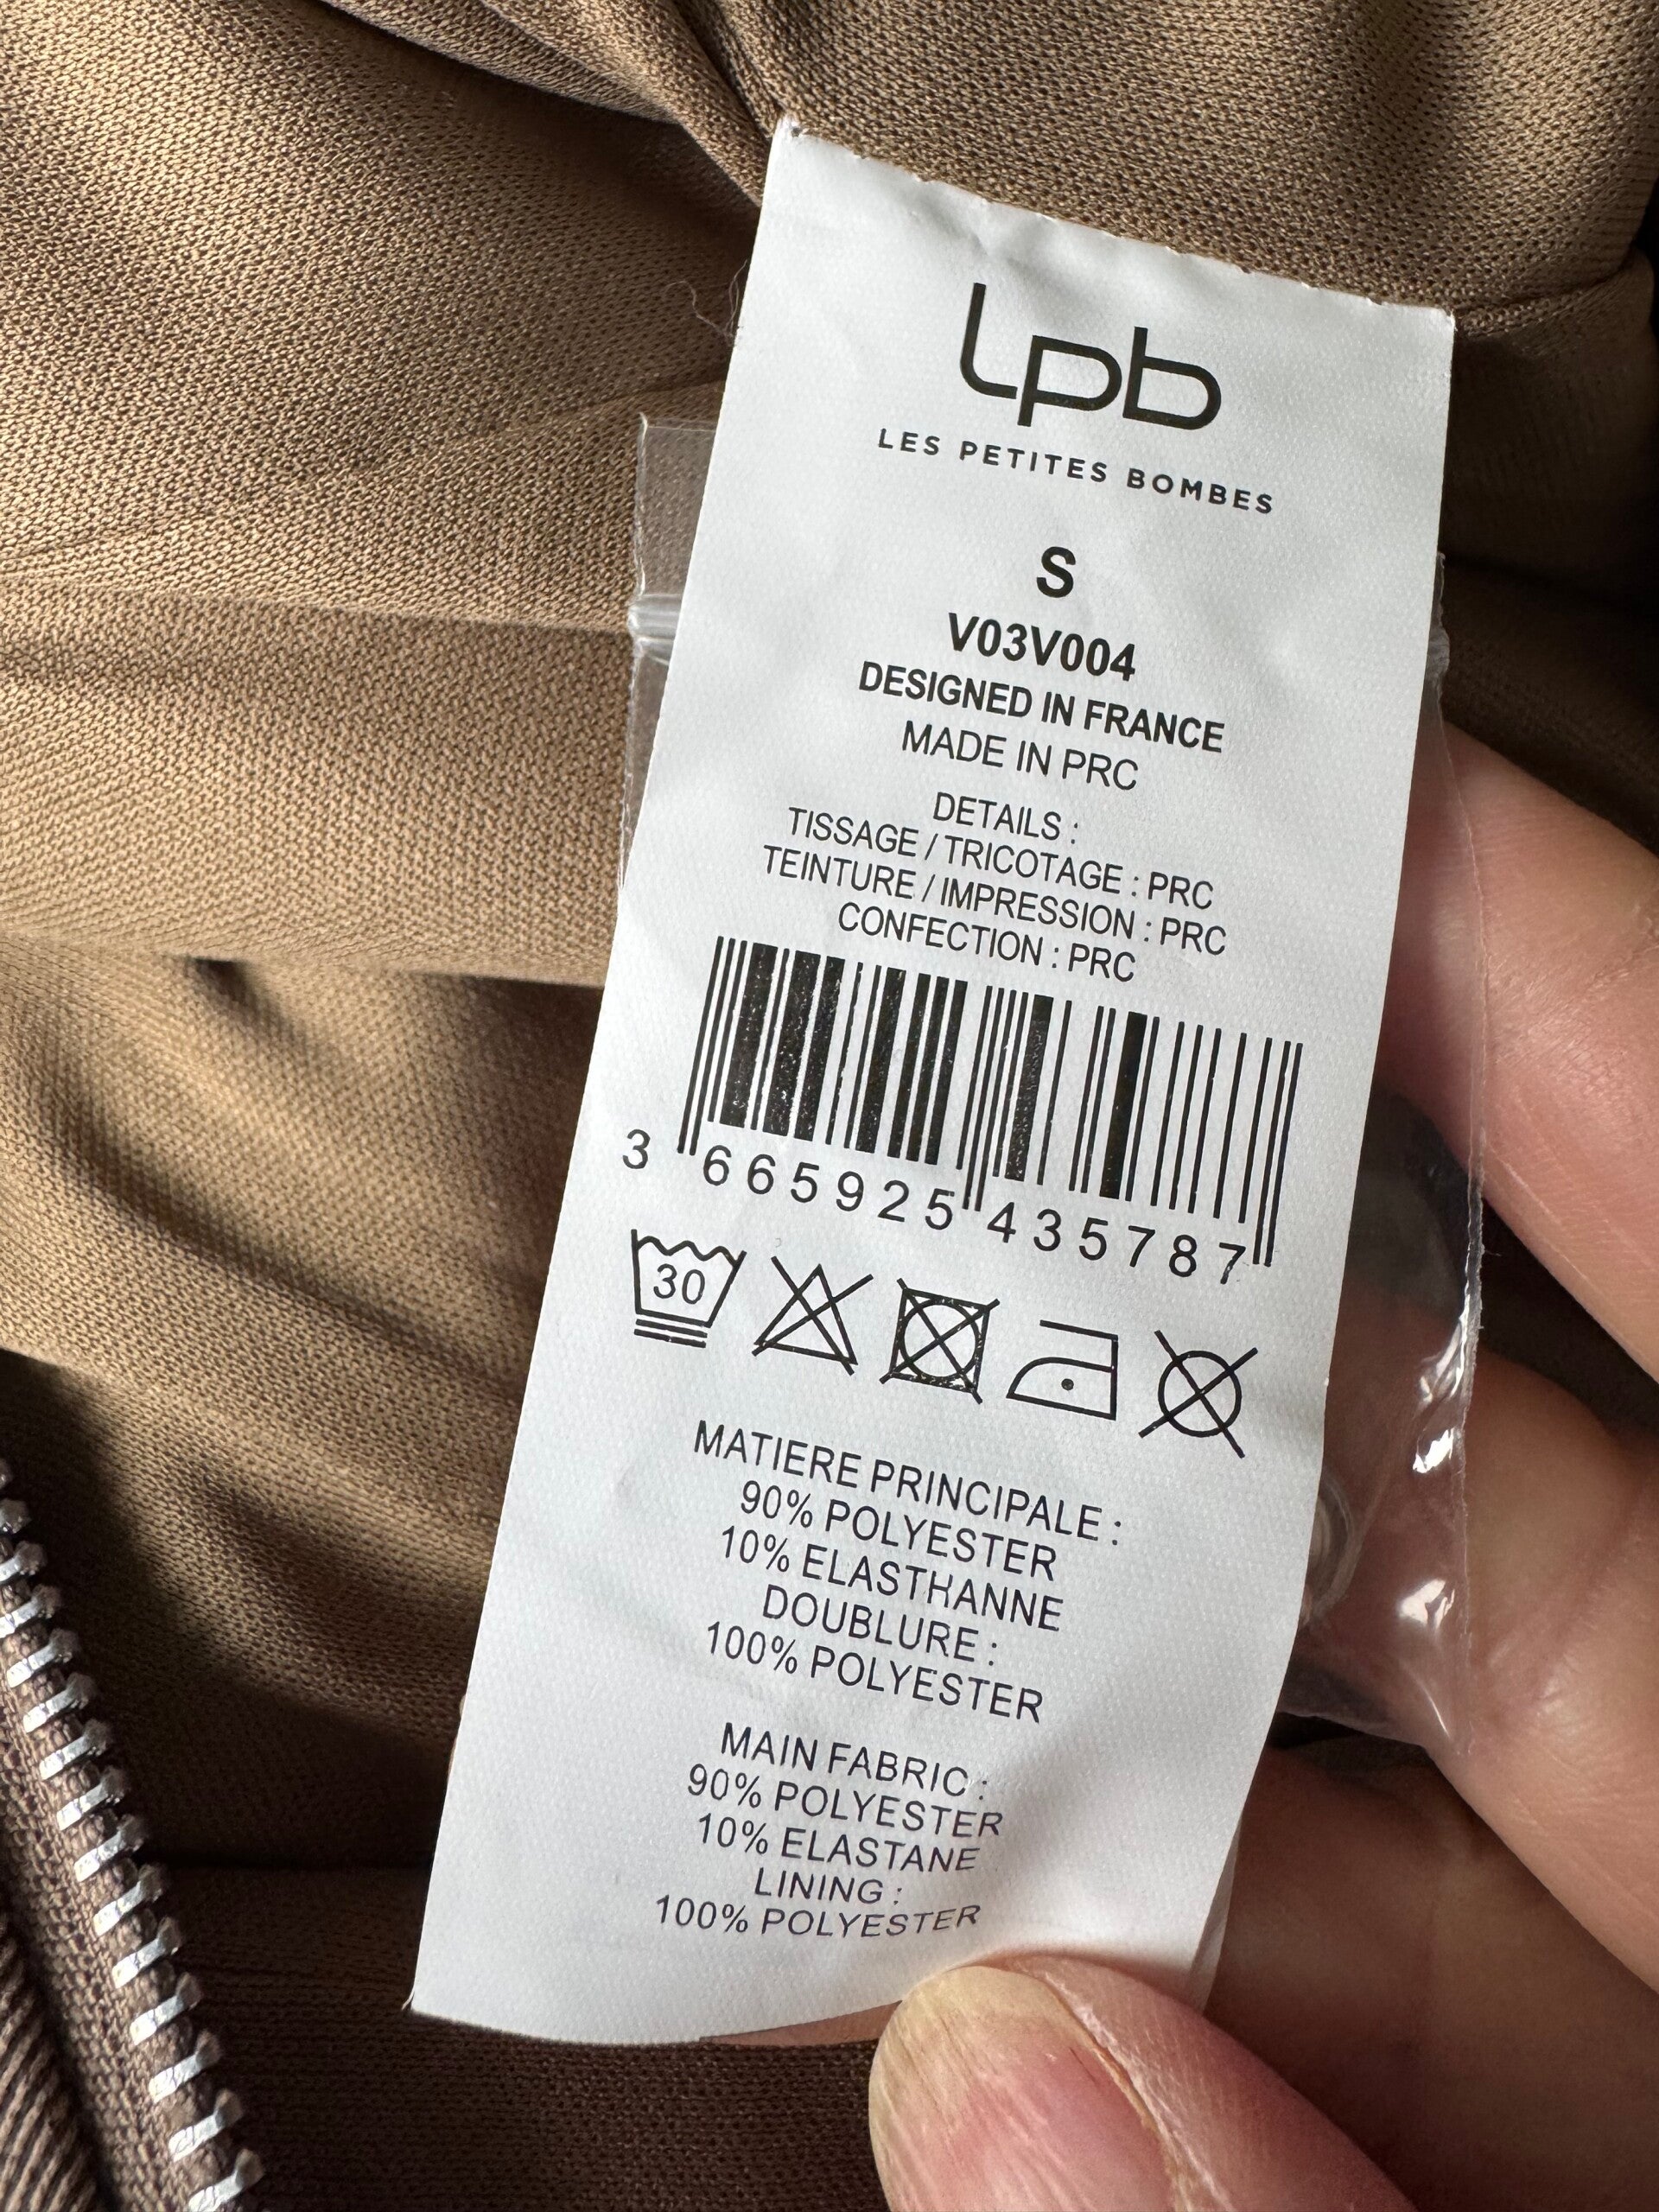 lpb
LES PETITES BOMBES
S
V03V004
DESIGNED IN FRANCE
MADE IN PRC
DETAILS :
TISSAGE / TRICOTAGE : PRC
TEINTURE / IMPRESSION : PRC
CONFECTION : PRC
3 665925 435787
30
MATIERE PRINCIPALE :
90% POLYESTER
10% ELASTHANNE
DOUBLURE :
100% POLYESTER
MAIN FABRIC :
90% POLYESTER
10% ELASTANE
LINING :
100% POLYESTER